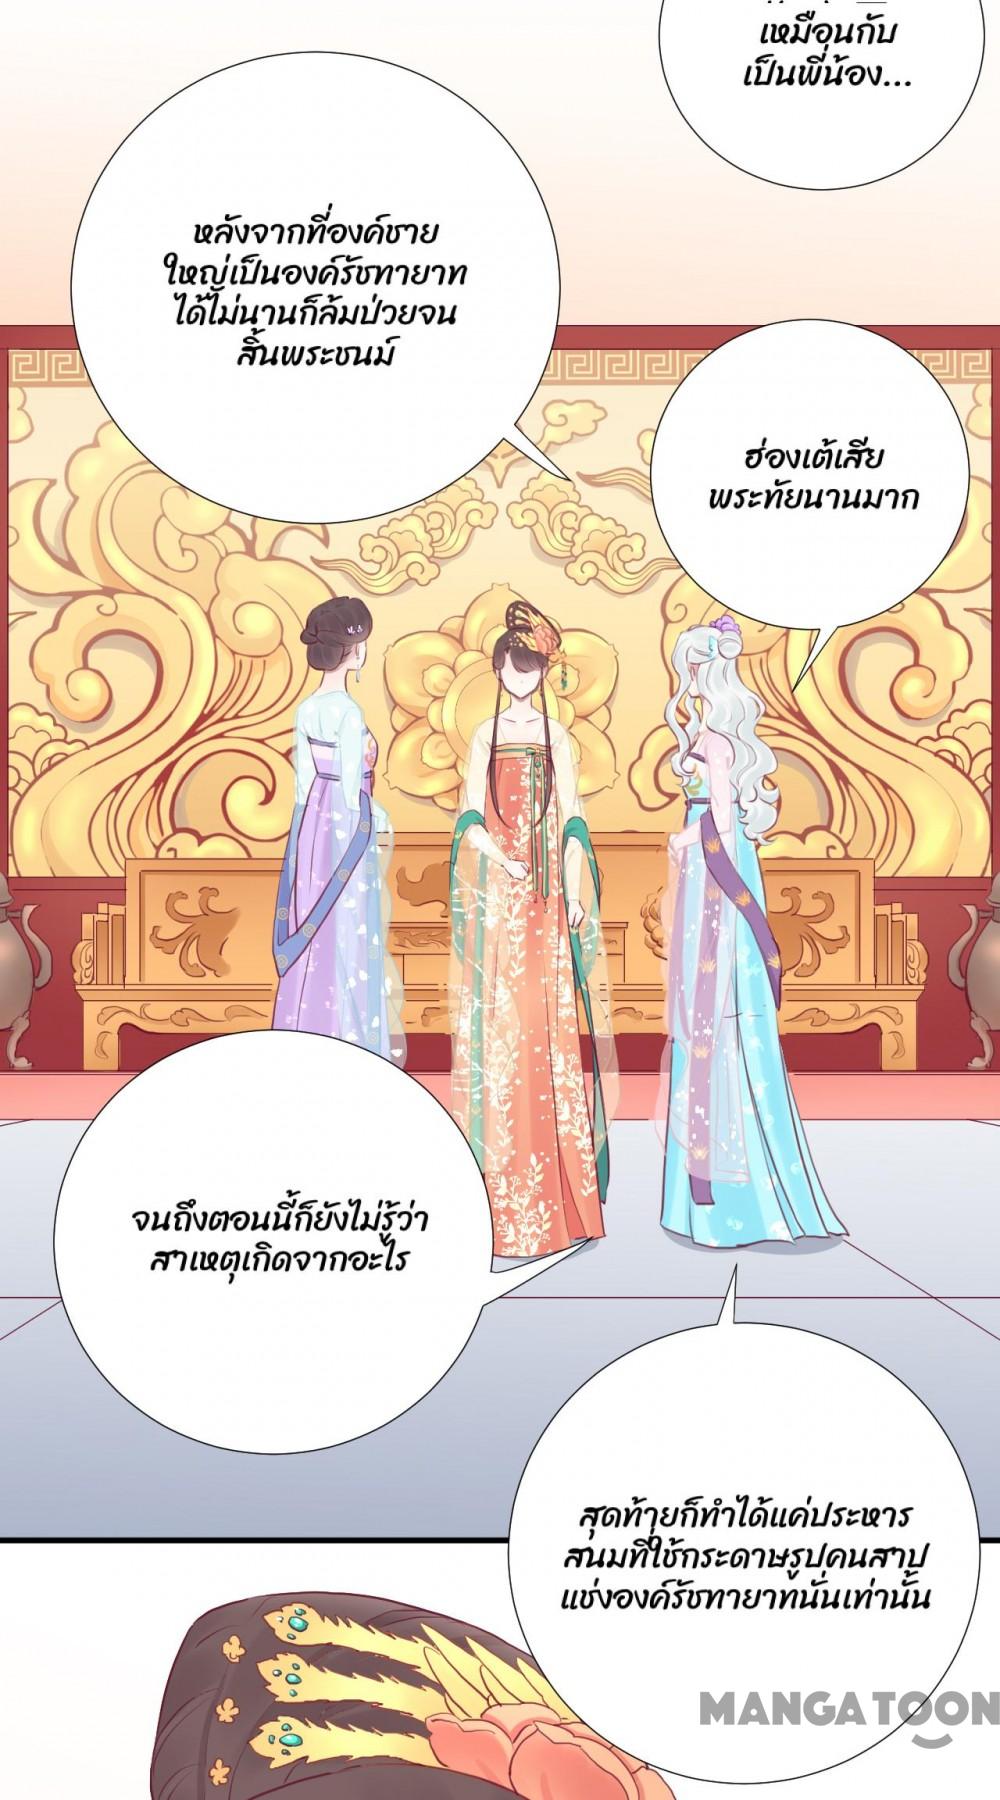 เหมือนกับ
เป็นพี่น้อง...
หลังจากที่องค์ชาย
ใหญ่เป็นองค์รัชทายาท
ได้ไม่นานก็ล้มป่วยจน
สิ้นพระชนม์
ฮ่องเต้เสีย
พระทัยนานมาก
จนถึงตอนนี้ก็ยังไม่รู้ว่า
สาเหตุเกิดจากอะไร
สุดท้ายก็ทำได้แค่ประหาร
สนมที่ใช้กระดาษรูปคนสาป
แช่งองค์รัชทายาทนั่นเท่านั้น
MANGATOON